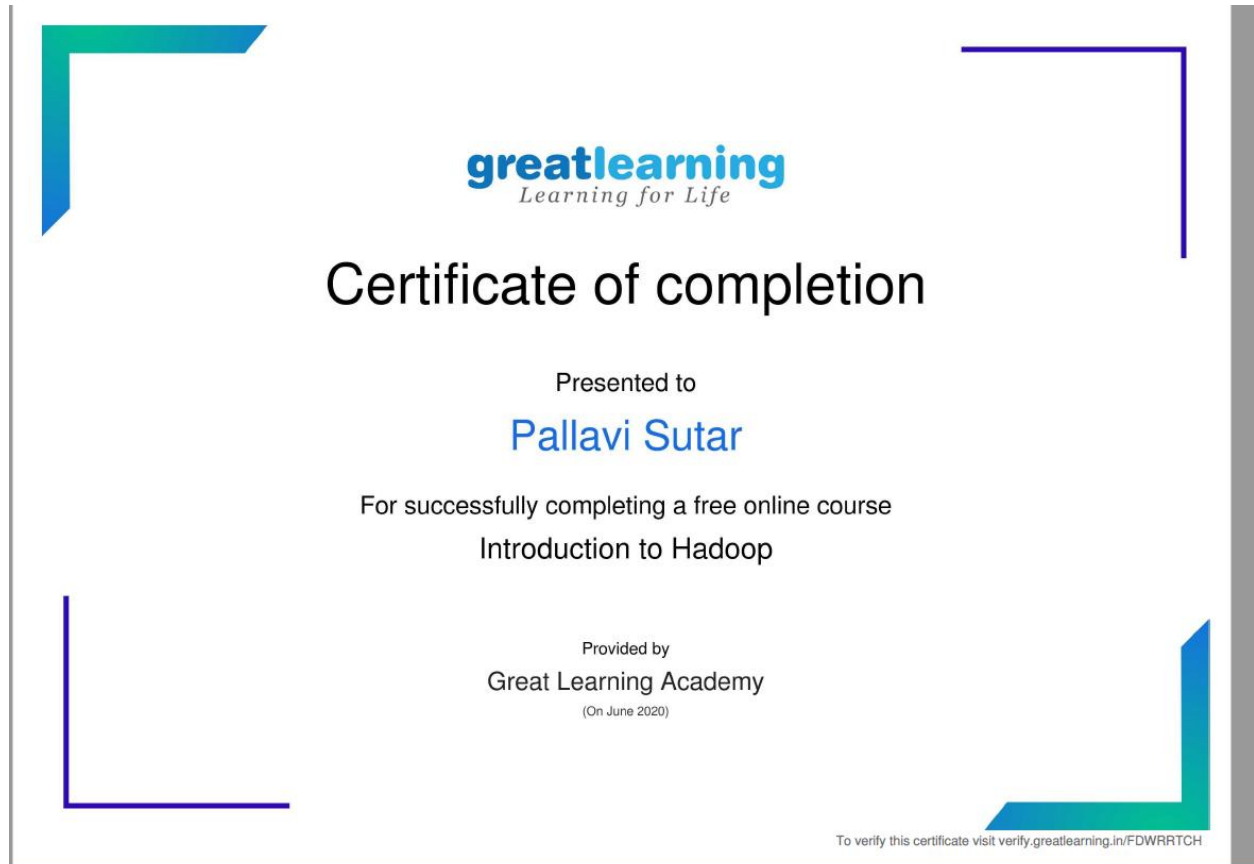 greatlearning
Learning for Life
Certificate of completion
Presented to
Pallavi Sutar
For successfully completing a free online course
Introduction to Hadoop
Provided by
Great Learning Academy
(On June 2020)
To verify this certificate visit verify.greatlearning.in/FDWRRTCH